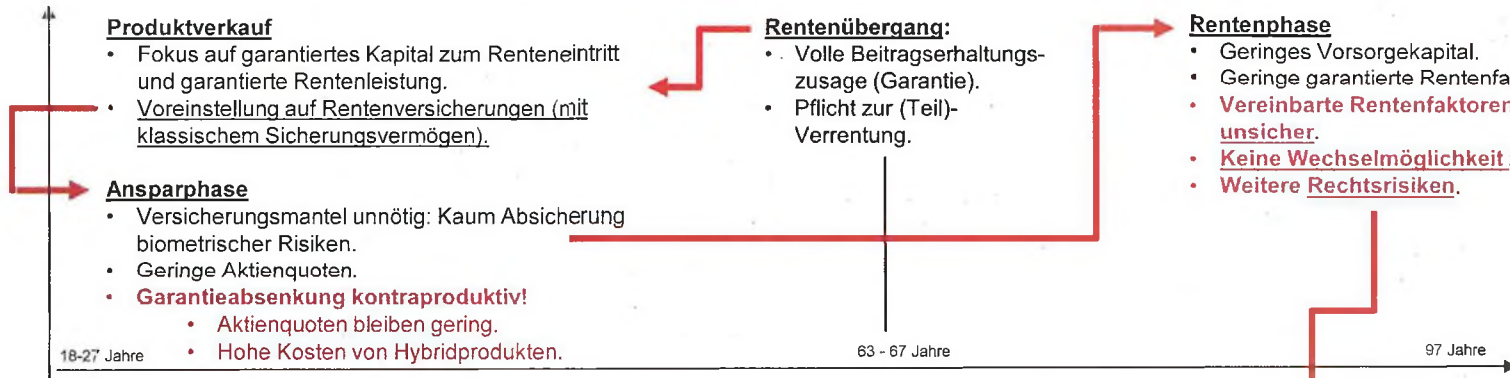 Produktverkauf
• Fokus auf garantiertes Kapital zum Renteneintritt
und garantierte Rentenleistung.
• Voreinstellung auf Rentenversicherungen (mit
klassischem Sicherungsvermögen).
Ansparphase
• Versicherungsmantel unnötig: Kaum Absicherung
biometrischer Risiken.
• Geringe Aktienquoten.
• Garantieabsenkung kontraproduktiv!
• Aktienquoten bleiben gering.
• Hohe Kosten von Hybridprodukten.
Rentenübergang:
• Volle Beitragserhaltungs-
zusage (Garantie).
• Pflicht zur (Teil)-
Verrentung.
Rentenphase
• Geringes Vorsorgekapital.
• Geringe garantierte Rentenfa
• Vereinbarte Rentenfaktoren
unsicher.
• Keine Wechselmöglichkeit
• Weitere Rechtsrisiken.
18-27 Jahre
63 - 67 Jahre
97 Jahre